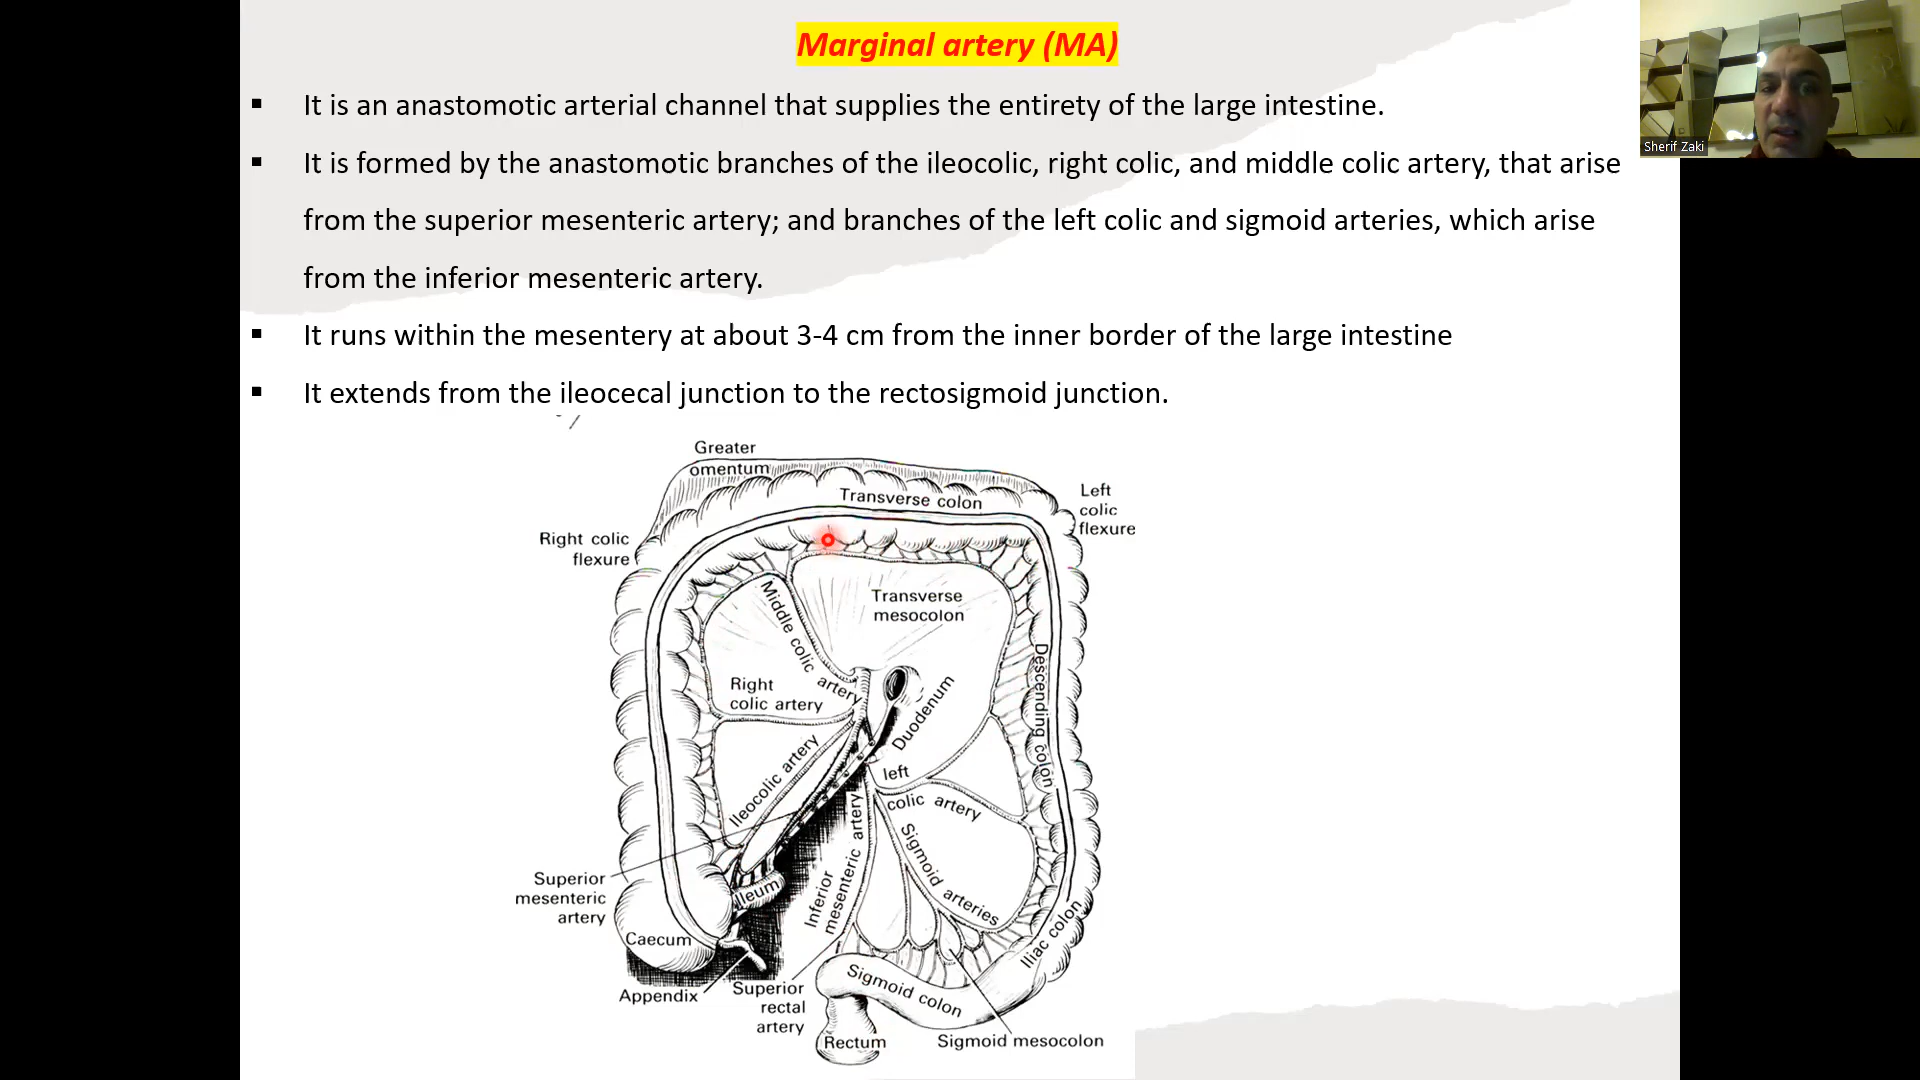 Marginal artery (MA)
▪ It is an anastomotic arterial channel that supplies the entirety of the large intestine.
▪ It is formed by the anastomotic branches of the ileocolic, right colic, and middle colic artery, that arise
from the superior mesenteric artery; and branches of the left colic and sigmoid arteries, which arise
from the inferior mesenteric artery.
▪ It runs within the mesentery at about 3-4 cm from the inner border of the large intestine
▪ It extends from the ileocecal junction to the rectosigmoid junction.
Sherif Zaki
Greater
omentum
Transverse colon
Left
colic
flexure
Right colic
flexure
Middle colic artery
Transverse
mesocolon
Descending colon
Right
colic artery
Duodenum
Ileocolic artery
left
colic artery
Sigmoid arteries
Inferior
mesenteric artery
Superior
mesenteric
artery
Ileum
Caecum
Iliac colon
Appendix
Superior
rectal
artery
Sigmoid colon
Rectum
Sigmoid mesocolon